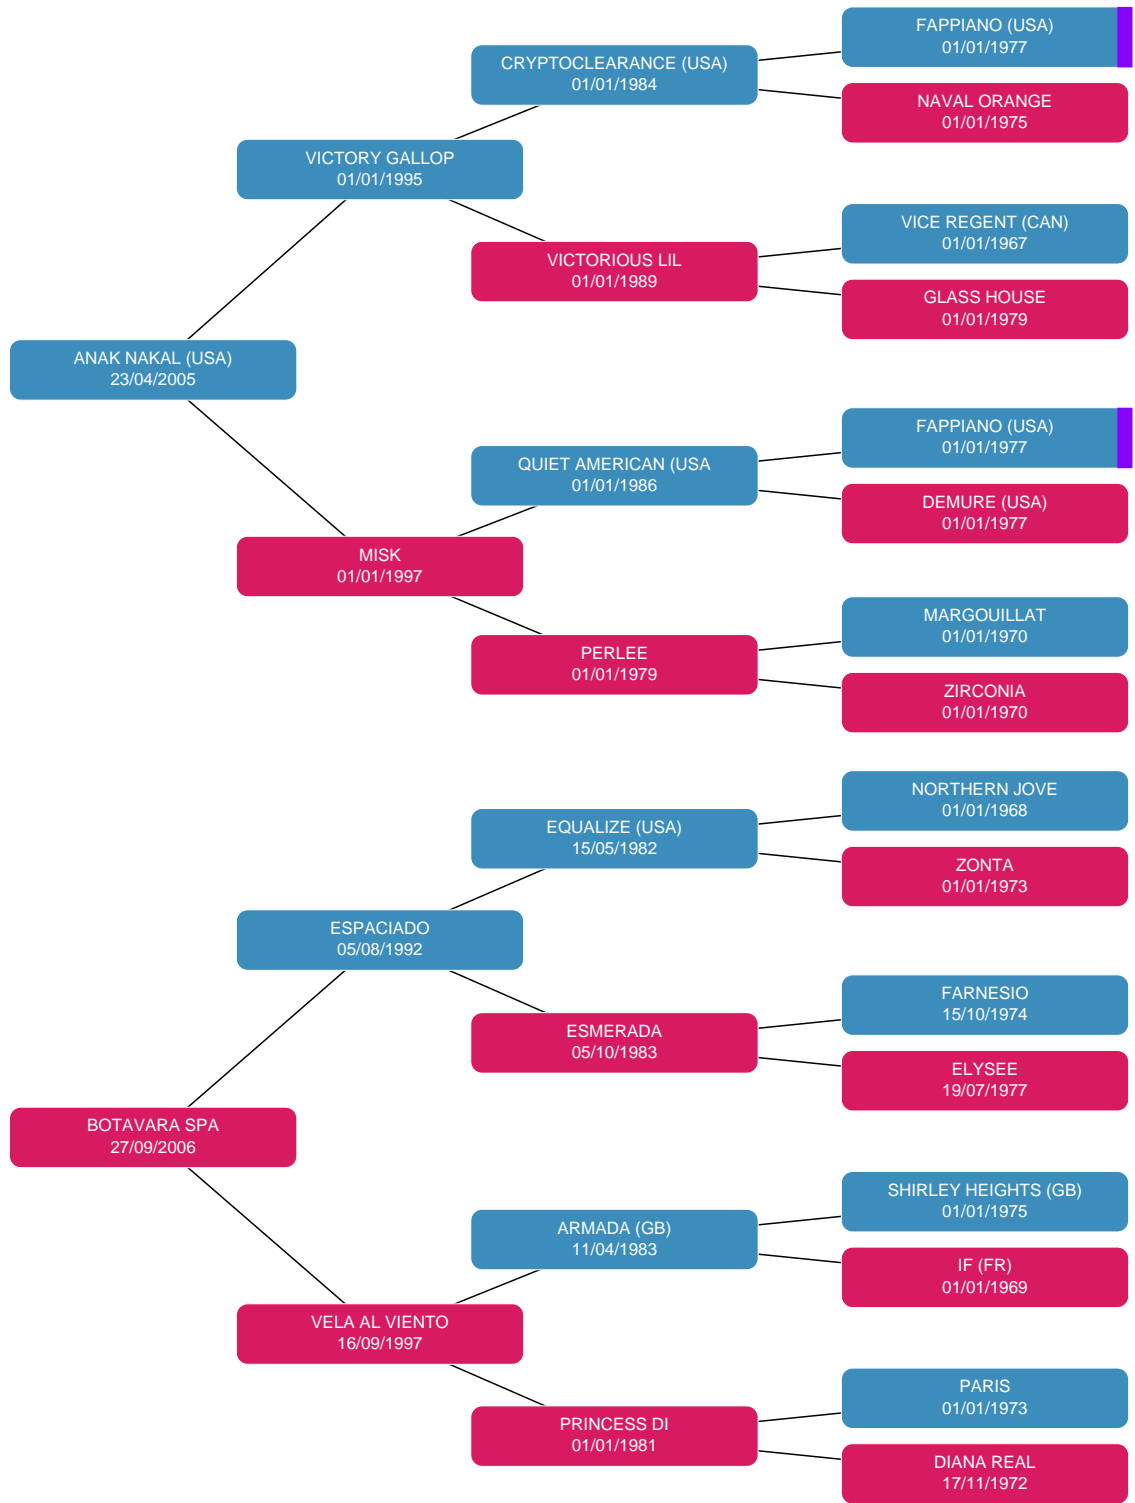 FAPPIANO (USA)
01/01/1977
CRYPTOCLEARANCE (USA)
01/01/1984
NAVAL ORANGE
01/01/1975
VICTORY GALLOP
01/01/1995
VICE REGENT (CAN)
01/01/1967
VICTORIOUS LIL
01/01/1989
GLASS HOUSE
01/01/1979
ANAK NAKAL (USA)
23/04/2005
FAPPIANO (USA)
01/01/1977
QUIET AMERICAN (USA
01/01/1986
DEMURE (USA)
01/01/1977
MISK
01/01/1997
MARGOUILLAT
01/01/1970
PERLEE
01/01/1979
ZIRCONIA
01/01/1970
NORTHERN JOVE
01/01/1968
EQUALIZE (USA)
15/05/1982
ZONTA
01/01/1973
ESPACIADO
05/08/1992
FARNESIO
15/10/1974
ESMERADA
05/10/1983
ELYSEE
19/07/1977
BOTAVARA SPA
27/09/2006
SHIRLEY HEIGHTS (GB)
01/01/1975
ARMADA (GB)
11/04/1983
IF (FR)
01/01/1969
VELA AL VIENTO
16/09/1997
PARIS
01/01/1973
PRINCESS DI
01/01/1981
DIANA REAL
17/11/1972